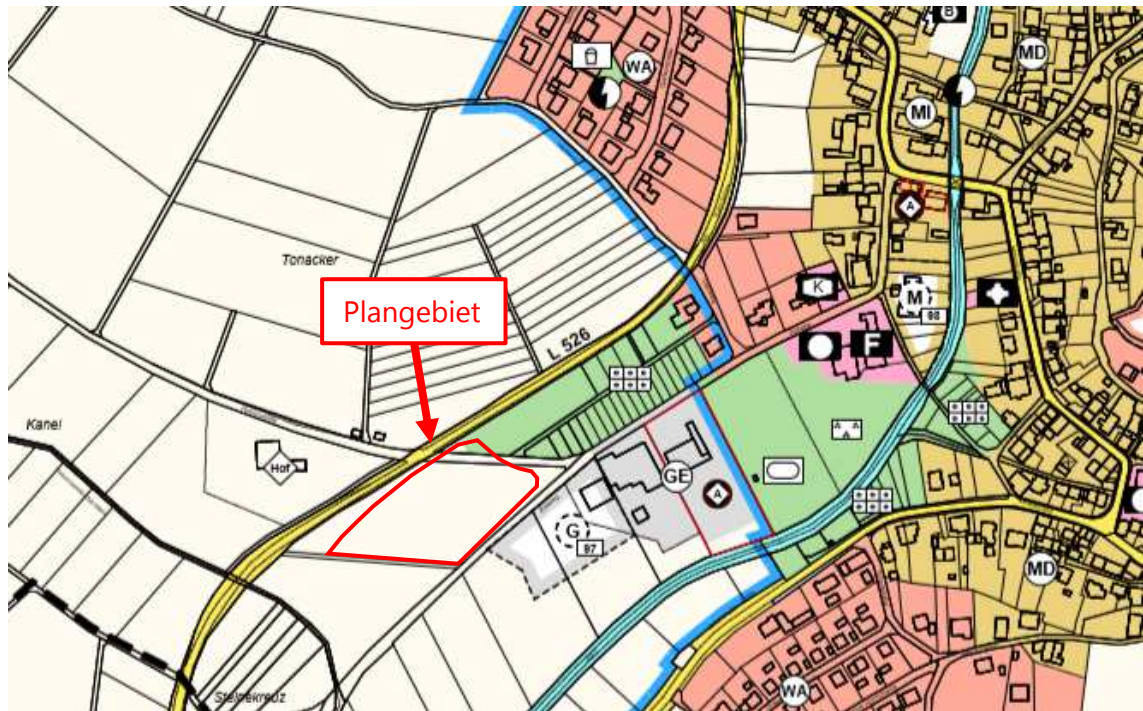 B
WA
MD
MI
A
Tonacker
K
M
98
Plangebiet
L 526
F
Kanel
Hof
GE
A
G
97
MD
WA
Steinekreuz